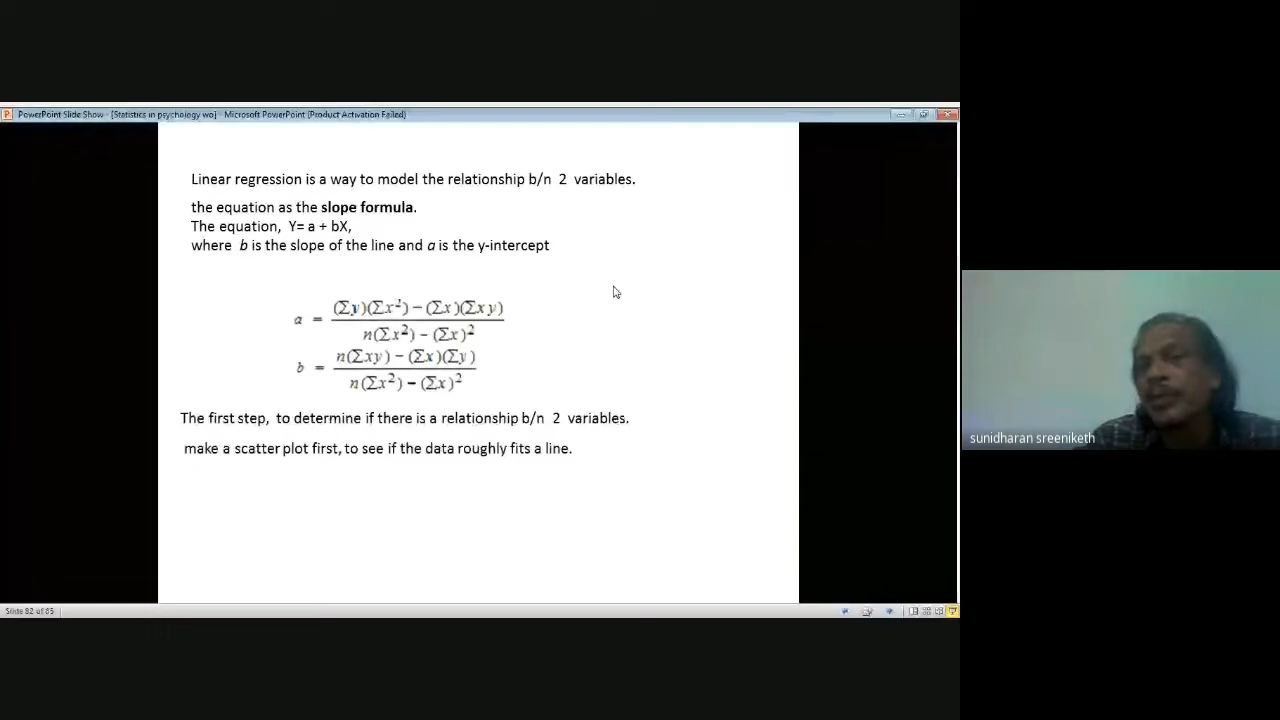 PowerPoint Slide Show - [Statistics in psychology wo] - Microsoft PowerPoint (Product Activation Failed)
Linear regression is a way to model the relationship b/n 2 variables.
the equation as the slope formula.
The equation, Y= a + bX,
where b is the slope of the line and a is the y-intercept
a = (Σy)(Σx²) − (Σx)(Σxy) / n(Σx²) − (Σx)²
b = n(Σxy) − (Σx)(Σy) / n(Σx²) − (Σx)²
The first step, to determine if there is a relationship b/n 2 variables.
make a scatter plot first, to see if the data roughly fits a line.
sunidharan sreeniketh
Slide 82 of 85